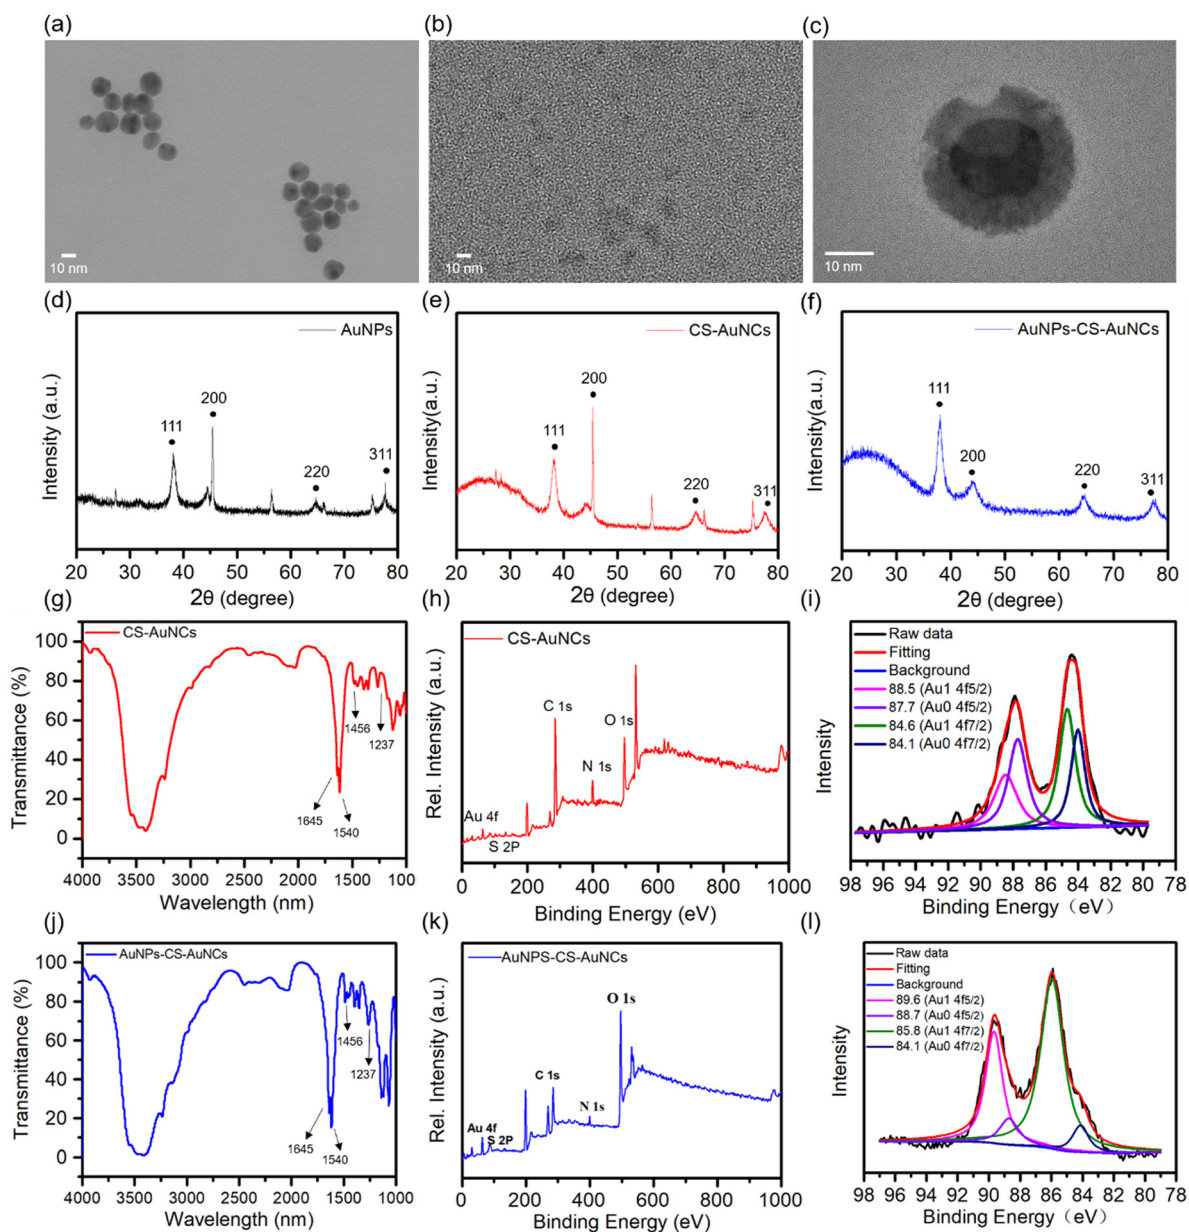 (a)
(b)
(c)
10 nm
10 nm
10 nm
(d)
(e)
(f)
AuNPs
111
200
220
311
Intensity (a.u.)
20 30 40 50 60 70 80
2θ (degree)
CS-AuNCs
111
200
220
311
Intensity(a.u.)
20 30 40 50 60 70 80
2θ (degree)
AuNPs-CS-AuNCs
111
200
220
311
Intensity(a.u.)
20 30 40 50 60 70 80
2θ (degree)
(g)
(h)
(i)
CS-AuNCs
100
80
60
40
20
0
Transmittance (%)
1456
1237
1645
1540
4000 3500 3000 2500 2000 1500 100
Wavelength (nm)
CS-AuNCs
C 1s
O 1s
N 1s
Au 4f
S 2P
Rel. Intensity (a.u.)
0 200 400 600 800 1000
Binding Energy (eV)
Raw data
Fitting
Background
88.5 (Au1 4f5/2)
87.7 (Au0 4f5/2)
84.6 (Au1 4f7/2)
84.1 (Au0 4f7/2)
Intensity
98 96 94 92 90 88 86 84 82 80 78
Binding Energy（eV）
(j)
(k)
(l)
AuNPs-CS-AuNCs
100
80
60
40
20
0
Transmittance (%)
1456
1237
1645
1540
4000 3500 3000 2500 2000 1500 1000
Wavelength (nm)
AuNPS-CS-AuNCs
O 1s
C 1s
N 1s
Au 4f
S 2P
Rel. Intensity (a.u.)
0 200 400 600 800 1000
Binding Energy (eV)
Raw data
Fitting
Background
89.6 (Au1 4f5/2)
88.7 (Au0 4f5/2)
85.8 (Au1 4f7/2)
84.1 (Au0 4f7/2)
Intensity
98 96 94 92 90 88 86 84 82 80 78
Binding Energy (eV)